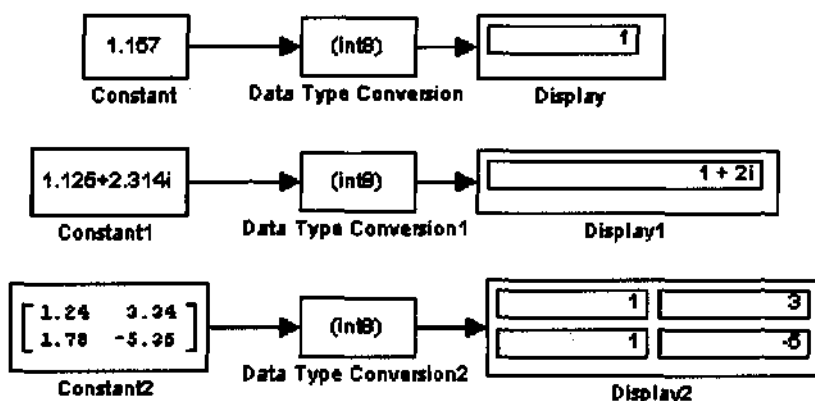 1.157
(int8)
1
Constant
Data Type Conversion
Display
1.125+2.314i
(int8)
1 + 2i
Constant1
Data Type Conversion1
Display1
1.24 3.34
1.78 -5.35
(int8)
1 3
1 -5
Constant2
Data Type Conversion2
Display2